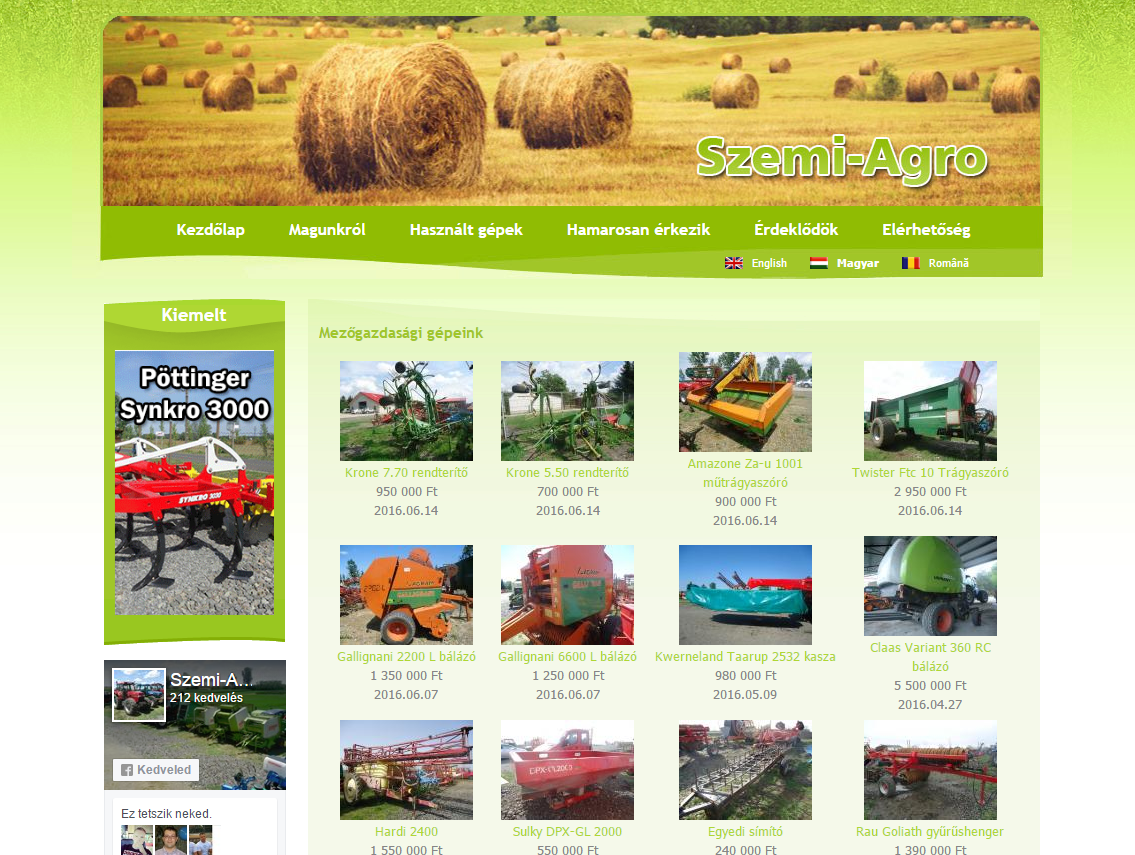 Szemi-Agro
Kezdőlap Magunkról Használt gépek Hamarosan érkezik Érdeklődök Elérhetőség
English Magyar Română
Kiemelt
Pöttinger
Synkro 3000
SYNKRO 3000
Szemi-A...
212 kedvelés
Kedveled
Ez tetszik neked.
Mezőgazdasági gépeink
Krone 7.70 rendterítő
950 000 Ft
2016.06.14
Krone 5.50 rendterítő
700 000 Ft
2016.06.14
Amazone Za-u 1001
műtrágyaszóró
900 000 Ft
2016.06.14
Twister Ftc 10 Trágyaszóró
2 950 000 Ft
2016.06.14
GALLIGNANI
Gallignani 2200 L bálázó
1 350 000 Ft
2016.06.07
Gallignani 6600 L bálázó
1 250 000 Ft
2016.06.07
Kwerneland Taarup 2532 kasza
980 000 Ft
2016.05.09
Claas Variant 360 RC
bálázó
5 500 000 Ft
2016.04.27
Hardi 2400
1 550 000 Ft
Sulky DPX-GL 2000
550 000 Ft
Egyedi símító
240 000 Ft
Rau Goliath gyűrűshenger
1 390 000 Ft